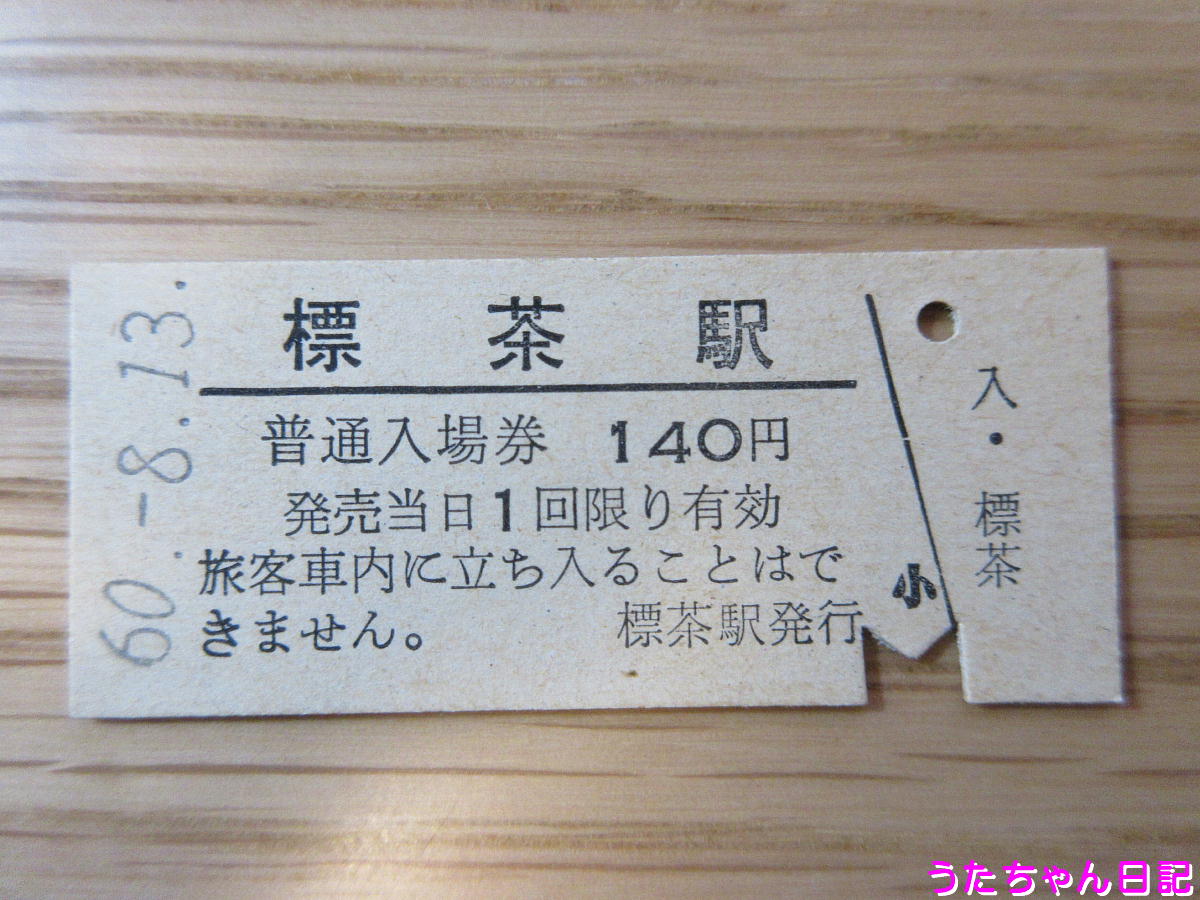 60.-8.13.
標茶駅
普通入場券 140円
発売当日1回限り有効
旅客車内に立ち入ることはで
きません。 標茶駅発行
小
入・標茶
うたちゃん日記